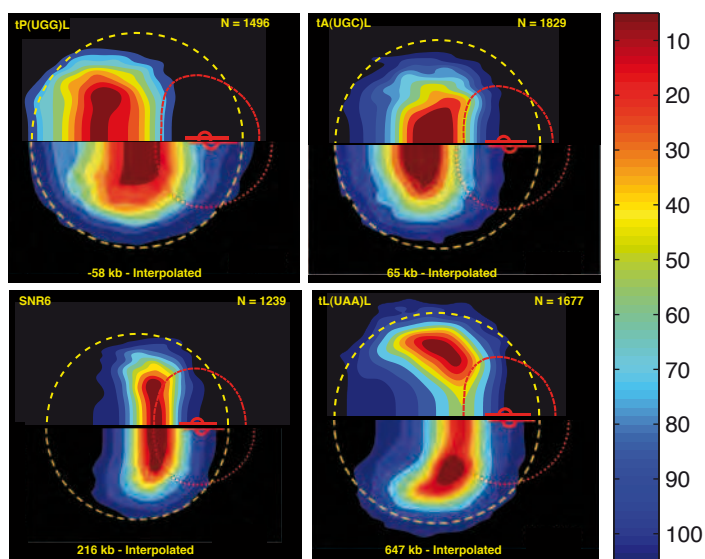 tP(UGG)L N = 1496
-58 kb - Interpolated
tA(UGC)L N = 1829
65 kb - Interpolated
SNR6 N = 1239
216 kb - Interpolated
tL(UAA)L N = 1677
647 kb - Interpolated
10
20
30
40
50
60
70
80
90
100